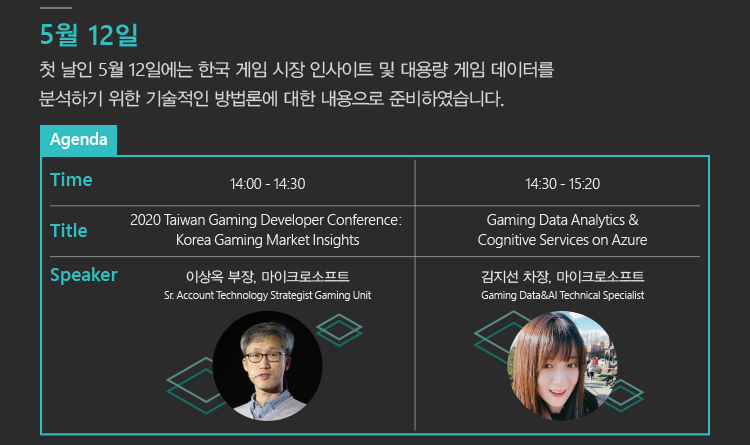 5월 12일
첫 날인 5월 12일에는 한국 게임 시장 인사이트 및 대용량 게임 데이터를
분석하기 위한 기술적인 방법론에 대한 내용으로 준비하였습니다.
Agenda
Time
14:00 - 14:30
14:30 - 15:20
Title
2020 Taiwan Gaming Developer Conference:
Korea Gaming Market Insights
Gaming Data Analytics &
Cognitive Services on Azure
Speaker
이상옥 부장, 마이크로소프트
Sr. Account Technology Strategist Gaming Unit
김지선 차장, 마이크로소프트
Gaming Data&AI Technical Specialist